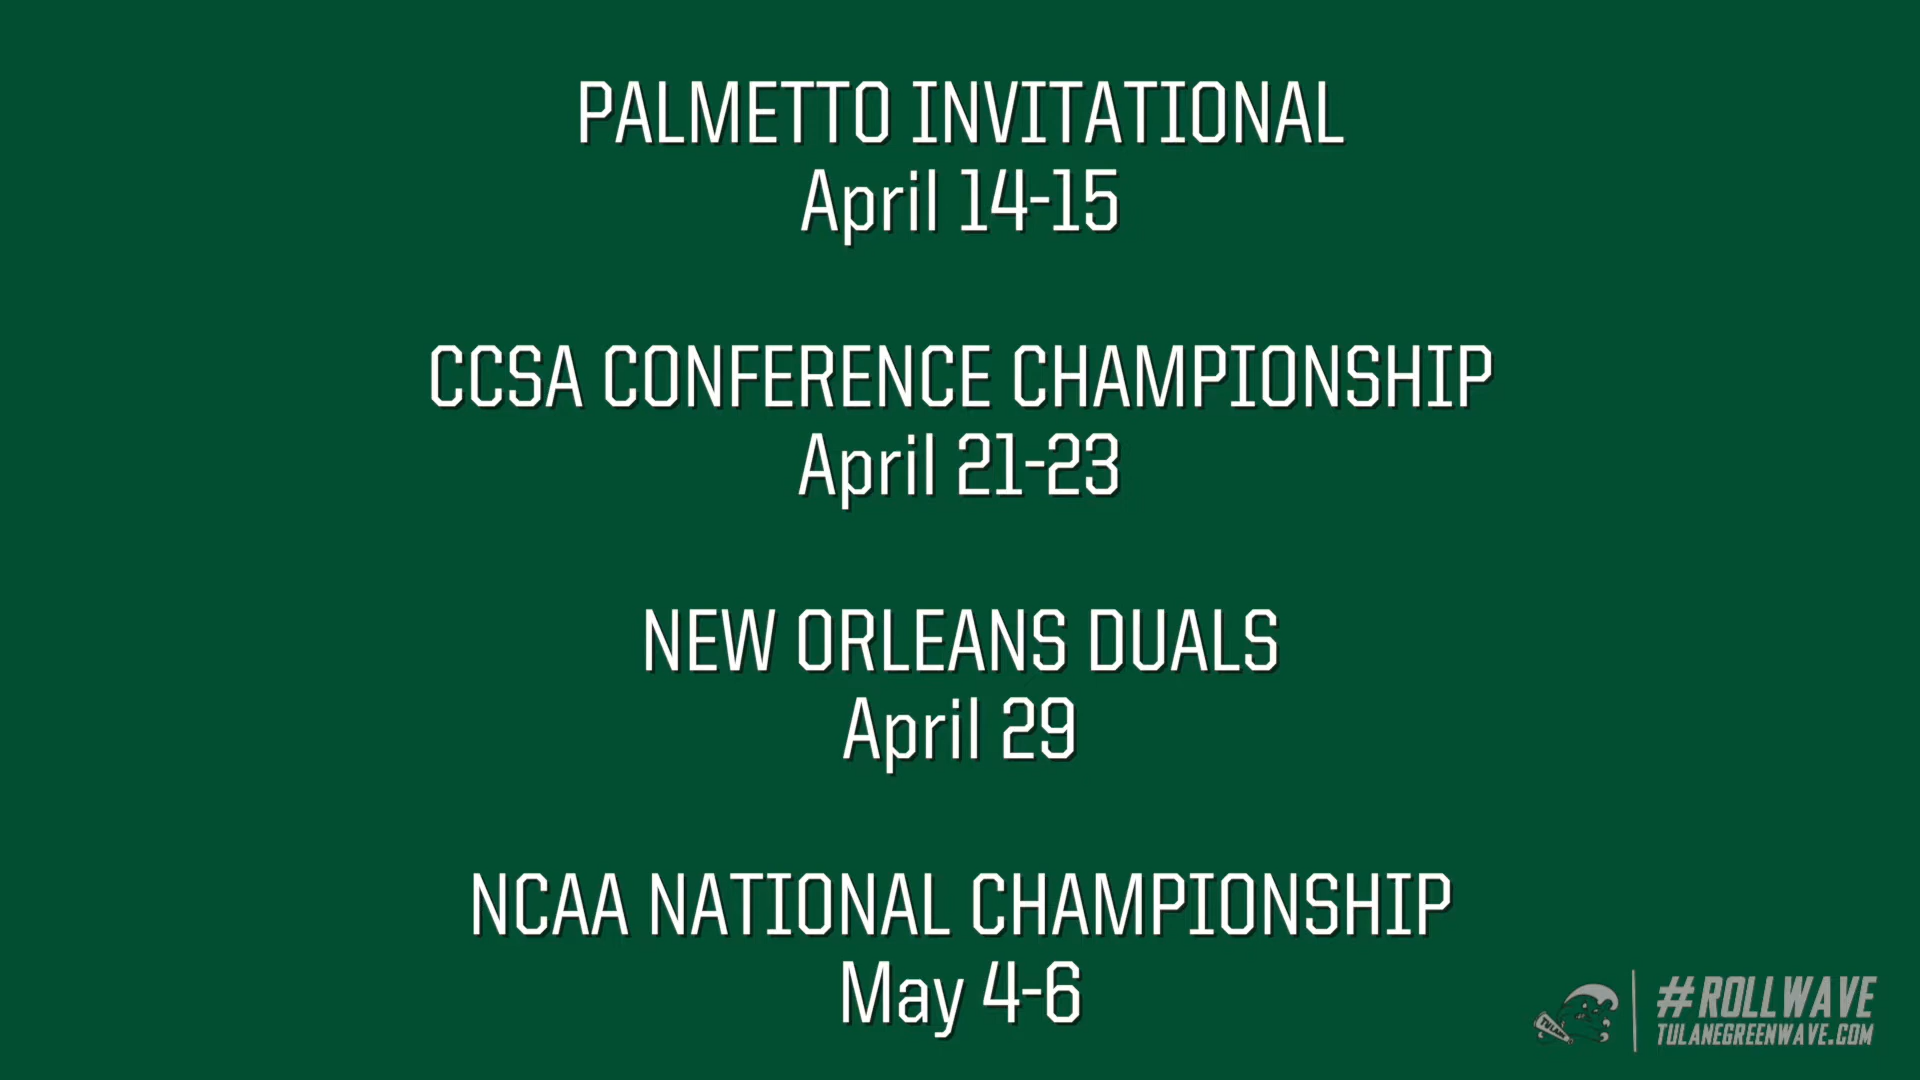 PALMETTO INVITATIONAL
April 14-15
CCSA CONFERENCE CHAMPIONSHIP
April 21-23
NEW ORLEANS DUALS
April 29
NCAA NATIONAL CHAMPIONSHIP
May 4-6
#ROLLWAVE
TULANEGREENWAVE.COM